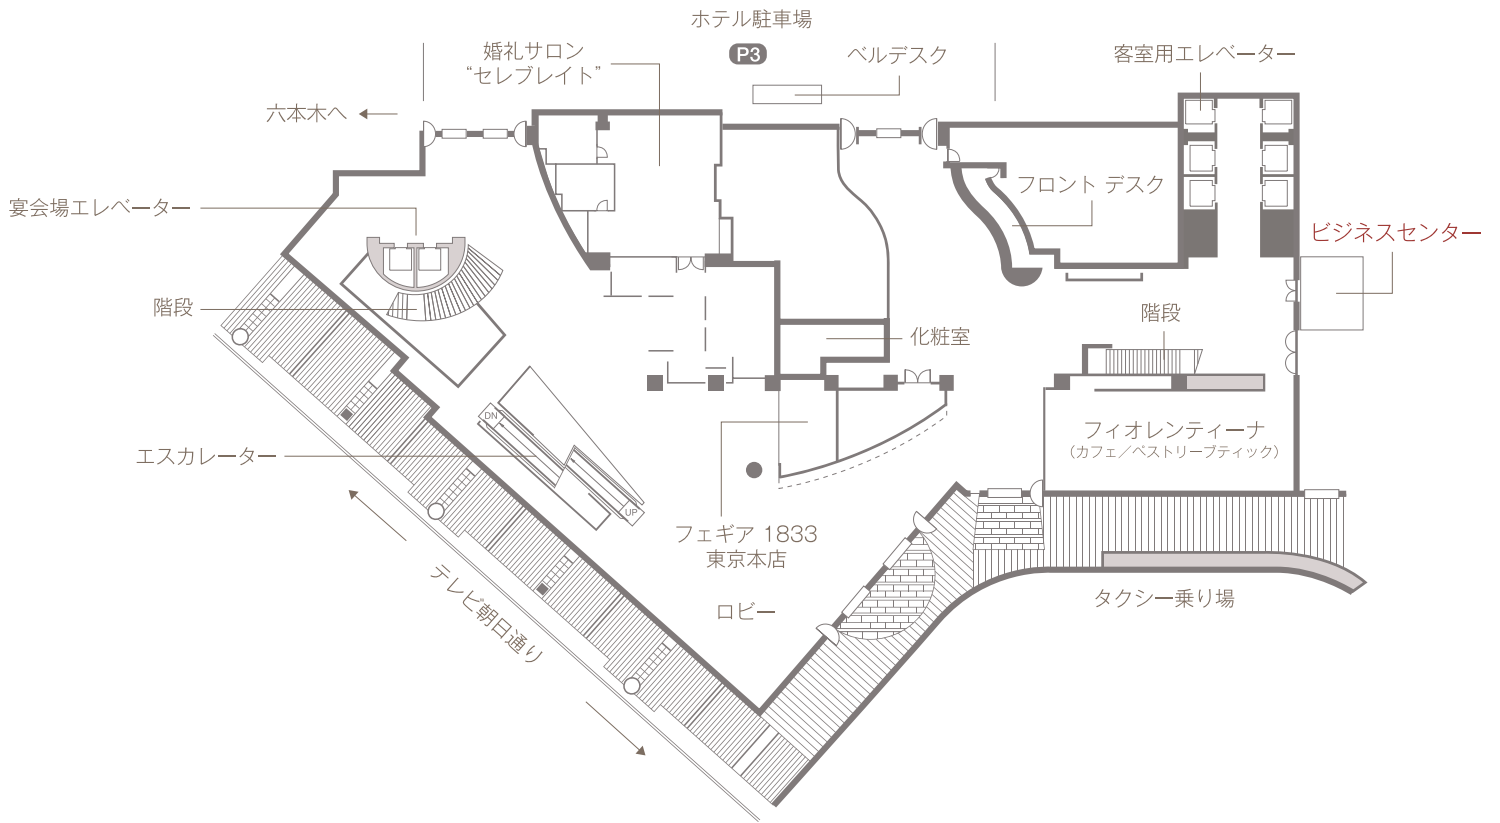 ホテル駐車場
P3
婚礼サロン
“セレブレイト”
ベルデスク
客室用エレベーター
六本木へ
フロント デスク
宴会場エレベーター
ビジネスセンター
階段
階段
化粧室
DN
フィオレンティーナ
(カフェ／ペストリーブティック)
エスカレーター
UP
フェギア 1833
東京本店
テレビ朝日通り
ロビー
タクシー乗り場